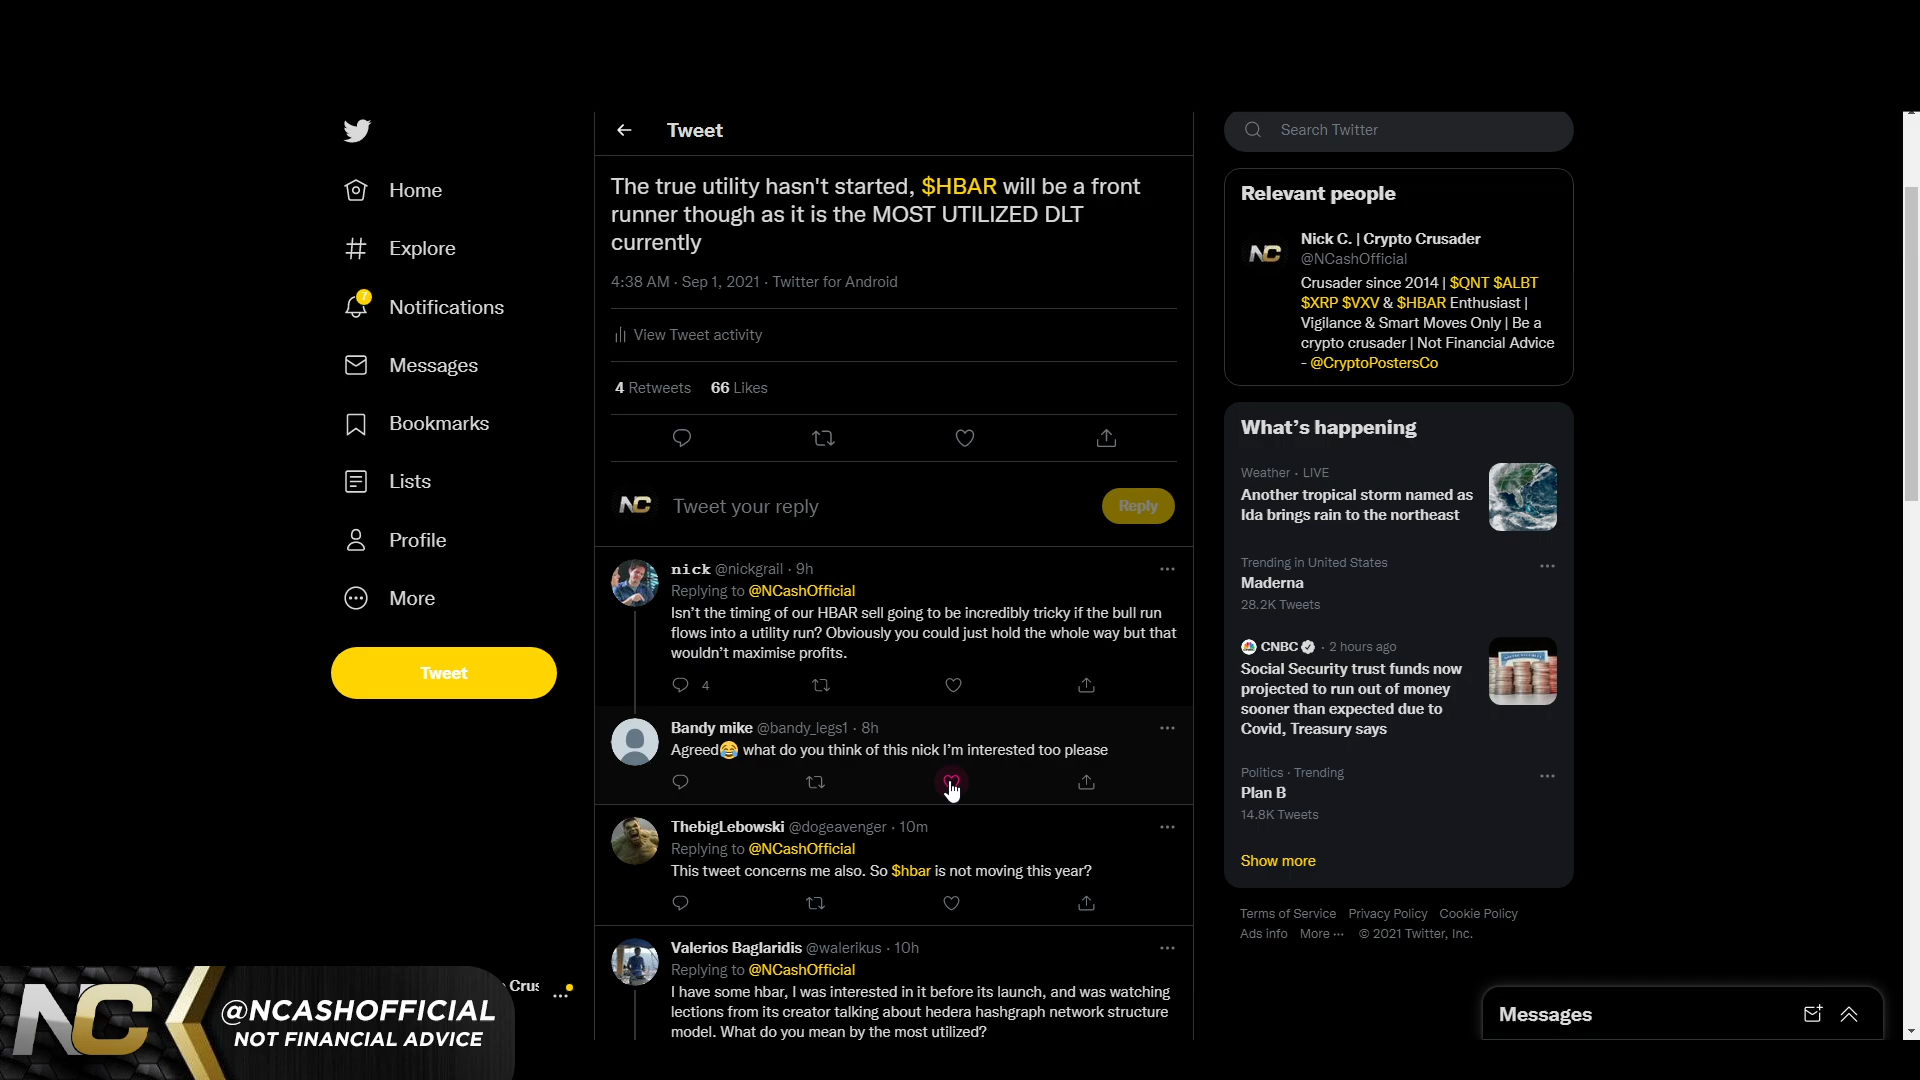 Home
Explore
7
Notifications
Messages
Bookmarks
Lists
Profile
More
Tweet
Tweet
The true utility hasn't started, $HBAR will be a front
runner though as it is the MOST UTILIZED DLT
currently
4:38 AM · Sep 1, 2021 · Twitter for Android
View Tweet activity
4 Retweets 66 Likes
NC Tweet your reply Reply
nick @nickgrail · 9h
Replying to @NCashOfficial
Isn't the timing of our HBAR sell going to be incredibly tricky if the bull run
flows into a utility run? Obviously you could just hold the whole way but that
wouldn't maximise profits.
4
Bandy mike @bandy_legs1 · 8h
Agreed😂 what do you think of this nick I'm interested too please
ThebigLebowski @dogeavenger · 10m
Replying to @NCashOfficial
This tweet concerns me also. So $hbar is not moving this year?
Valerios Baglaridis @walerikus · 10h
Replying to @NCashOfficial
I have some hbar, I was interested in it before its launch, and was watching
lections from its creator talking about hedera hashgraph network structure
model. What do you mean by the most utilized?
Search Twitter
Relevant people
NC
Nick C. | Crypto Crusader
@NCashOfficial
Crusader since 2014 | $QNT $ALBT
$XRP $VXV & $HBAR Enthusiast |
Vigilance & Smart Moves Only | Be a
crypto crusader | Not Financial Advice
- @CryptoPostersCo
What's happening
Weather · LIVE
Another tropical storm named as
Ida brings rain to the northeast
Trending in United States
Maderna
28.2K Tweets
CNBC · 2 hours ago
Social Security trust funds now
projected to run out of money
sooner than expected due to
Covid, Treasury says
Politics · Trending
Plan B
14.8K Tweets
Show more
Terms of Service Privacy Policy Cookie Policy
Ads info More ··· © 2021 Twitter, Inc.
Messages
Crus
NC
@NCASHOFFICIAL
NOT FINANCIAL ADVICE